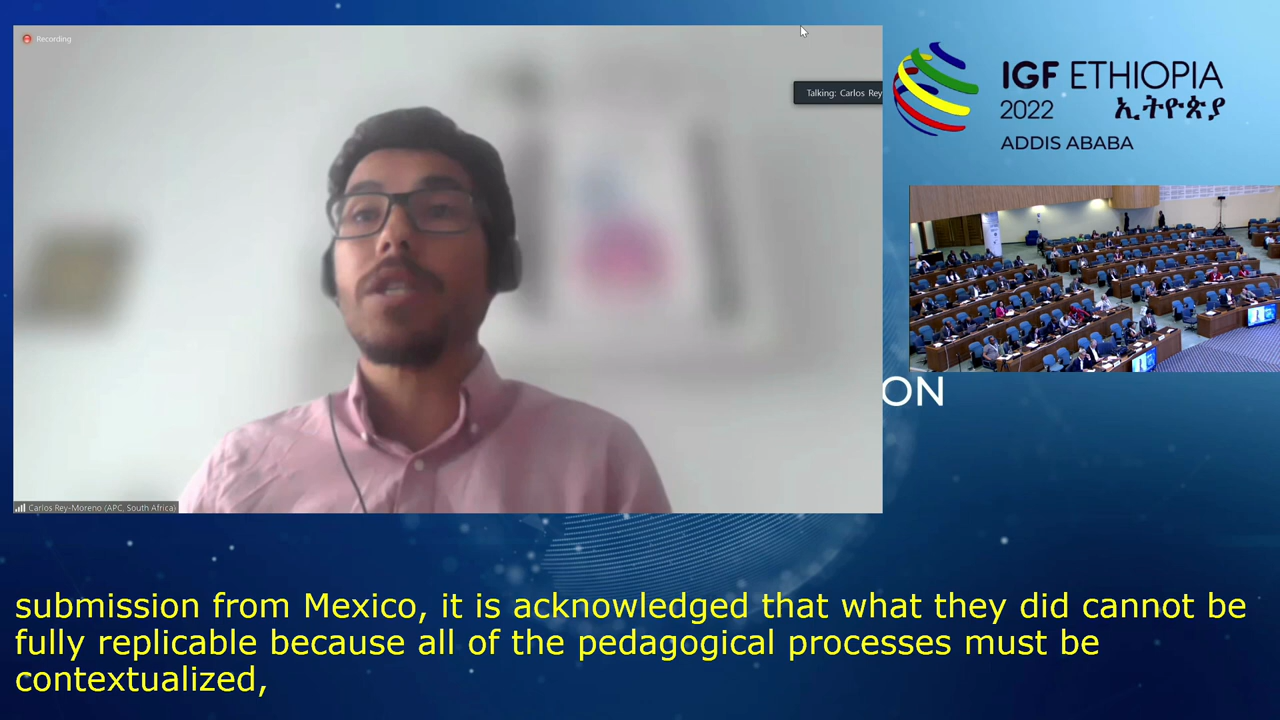 Recording
Talking: Carlos Rey
IGF ETHIOPIA
2022 ኢትዮጵያ
ADDIS ABABA
ON
Carlos Rey-Moreno (APC, South Africa)
submission from Mexico, it is acknowledged that what they did cannot be
fully replicable because all of the pedagogical processes must be
contextualized,